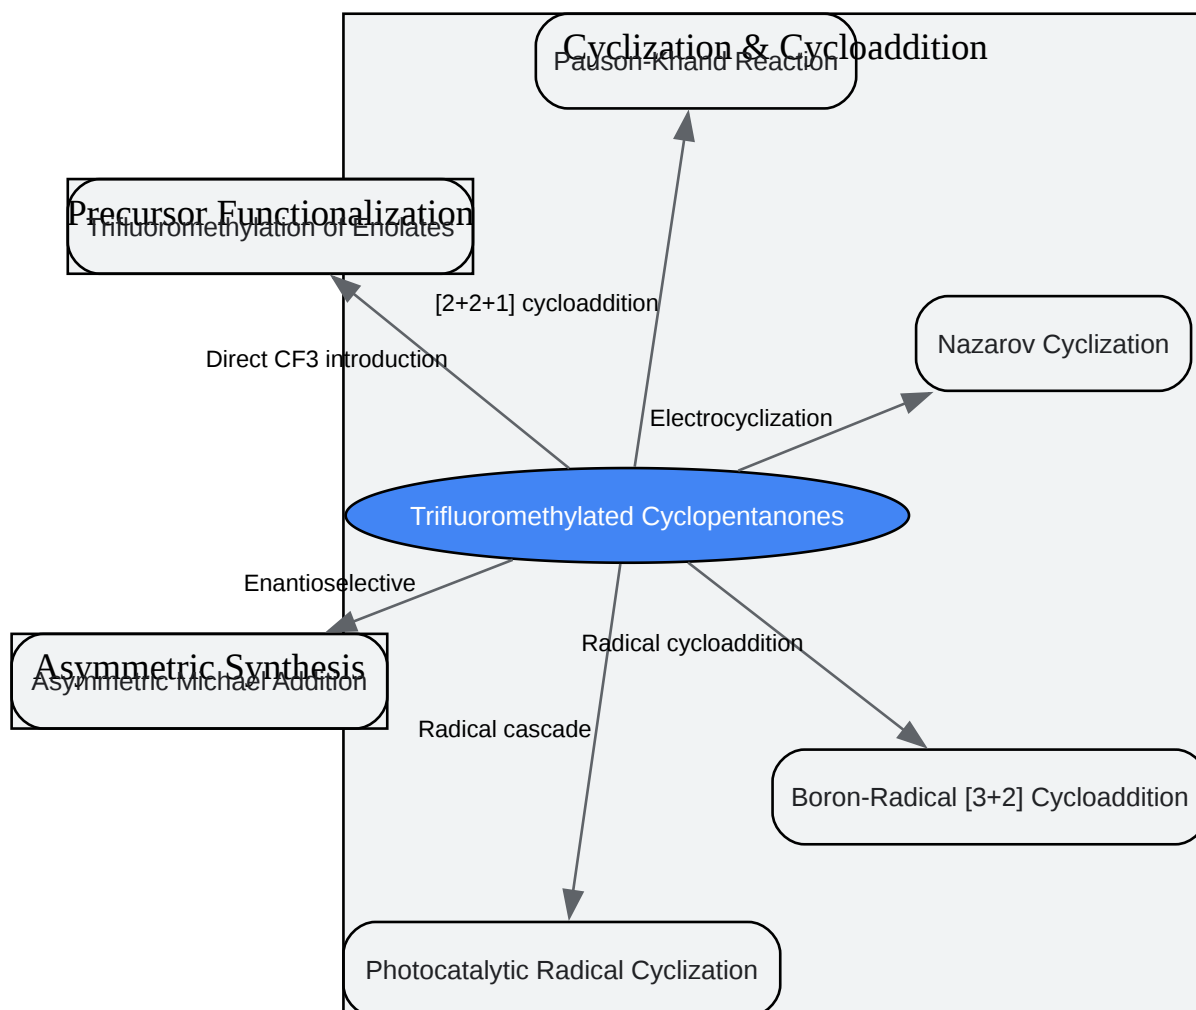 Cyclization & Cycloaddition
Pauson-Khand Reaction
Precursor Functionalization
Trifluoromethylation of Enolates
[2+2+1] cycloaddition
Direct CF3 introduction
Nazarov Cyclization
Electrocyclization
Trifluoromethylated Cyclopentanones
Enantioselective
Radical cycloaddition
Asymmetric Synthesis
Asymmetric Michael Addition
Radical cascade
Boron-Radical [3+2] Cycloaddition
Photocatalytic Radical Cyclization